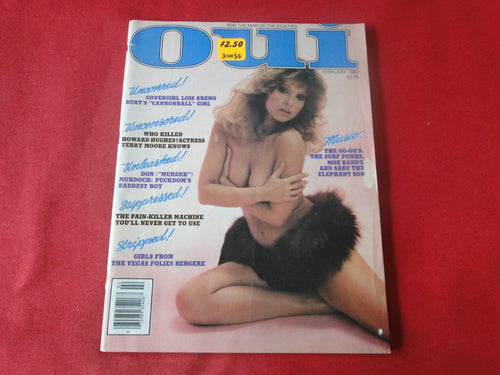 FOR THE MAN OF THE EIGHTIES
oui
$2.50
3 FOR $6
FEBRUARY 1982
Uncovered!
COVERGIRL LOIS ARENO
BURT'S "CANNONBALL" GIRL
Uncensored!
WHO KILLED
HOWARD HUGHES? ACTRESS
TERRY MOORE KNOWS
Unleashed!
DON ("MURDER")
MURDOCH: PUCKDOM'S
BADDEST BOY
Suppressed!
THE PAIN-KILLER MACHINE
YOU'LL NEVER GET TO USE
Stripped!
GIRLS FROM
THE VEGAS FOLIES BERGERE
Music:
THE GO-GO'S,
THE SURF PUNKS,
MOE BANDY,
AND SABU THE
ELEPHANT SON